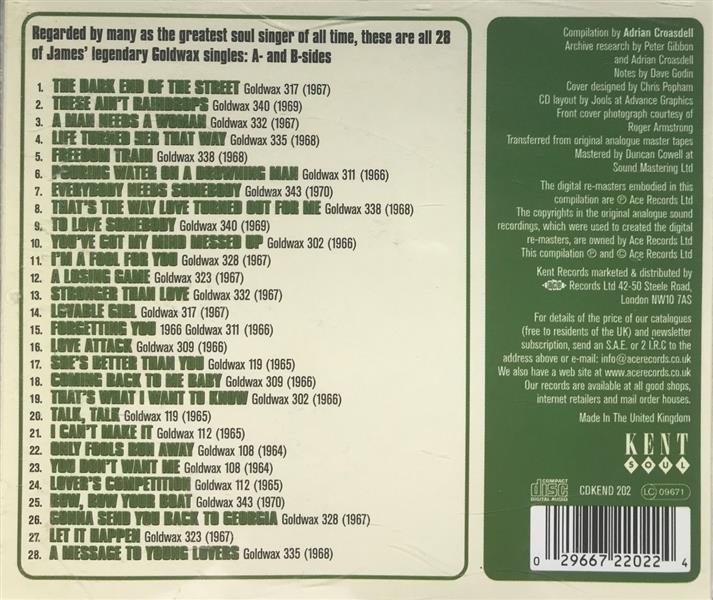 Regarded by many as the greatest soul singer of all time, these are all 28
of James' legendary Goldwax singles: A- and B-sides
1. THE DARK END OF THE STREET Goldwax 317 (1967)
2. THESE AIN'T RAINDROPS Goldwax 340 (1969)
3. A MAN NEEDS A WOMAN Goldwax 332 (1967)
4. LIFE TURNED HER THAT WAY Goldwax 335 (1968)
5. FREEDOM TRAIN Goldwax 338 (1968)
6. POURING WATER ON A DROWNING MAN Goldwax 311 (1966)
7. EVERYBODY NEEDS SOMEBODY Goldwax 343 (1970)
8. THAT'S THE WAY LOVE TURNED OUT FOR ME Goldwax 338 (1968)
9. TO LOVE SOMEBODY Goldwax 340 (1969)
10. YOU'VE GOT MY MIND MESSED UP Goldwax 302 (1966)
11. I'M A FOOL FOR YOU Goldwax 328 (1967)
12. A LOSING GAME Goldwax 323 (1967)
13. STRONGER THAN LOVE Goldwax 332 (1967)
14. LOVABLE GIRL Goldwax 317 (1967)
15. FORGETTING YOU 1966 Goldwax 311 (1966)
16. LOVE ATTACK Goldwax 309 (1966)
17. SHE'S BETTER THAN YOU Goldwax 119 (1965)
18. COMING BACK TO ME BABY Goldwax 309 (1966)
19. THAT'S WHAT I WANT TO KNOW Goldwax 302 (1966)
20. TALK, TALK Goldwax 119 (1965)
21. I CAN'T MAKE IT Goldwax 112 (1965)
22. ONLY FOOLS RUN AWAY Goldwax 108 (1964)
23. YOU DON'T WANT ME Goldwax 108 (1964)
24. LOVER'S COMPETITION Goldwax 112 (1965)
25. ROW, ROW YOUR BOAT Goldwax 343 (1970)
26. GONNA SEND YOU BACK TO GEORGIA Goldwax 328 (1967)
27. LET IT HAPPEN Goldwax 323 (1967)
28. A MESSAGE TO YOUNG LOVERS Goldwax 335 (1968)
Compilation by Adrian Croasdell
Archive research by Peter Gibbon
and Adrian Croasdell
Notes by Dave Godin
Cover designed by Chris Popham
CD layout by Jools at Advance Graphics
Front cover photograph courtesy of
Roger Armstrong
Transferred from original analogue master tapes
Mastered by Duncan Cowell at
Sound Mastering Ltd
The digital re-masters embodied in this
compilation are ℗ Ace Records Ltd
The copyrights in the original analogue sound
recordings, which were used to created the digital
re-masters, are owned by Ace Records Ltd
This compilation ℗ and © Ace Records Ltd
Kent Records marketed & distributed by
ACE Records Ltd 42-50 Steele Road,
London NW10 7AS
For details of the price of our catalogues
(free to residents of the UK) and newsletter
subscription, send an S.A.E. or 2 I.R.C to the
address above or e-mail: info@acerecords.co.uk
We also have a web site at www.acerecords.co.uk
Our records are available at all good shops,
internet retailers and mail order houses.
Made In The United Kingdom
KENT
SOUL
COMPACT
disc
DIGITAL AUDIO
CDKEND 202
LC 09671
0 29667 22022 4